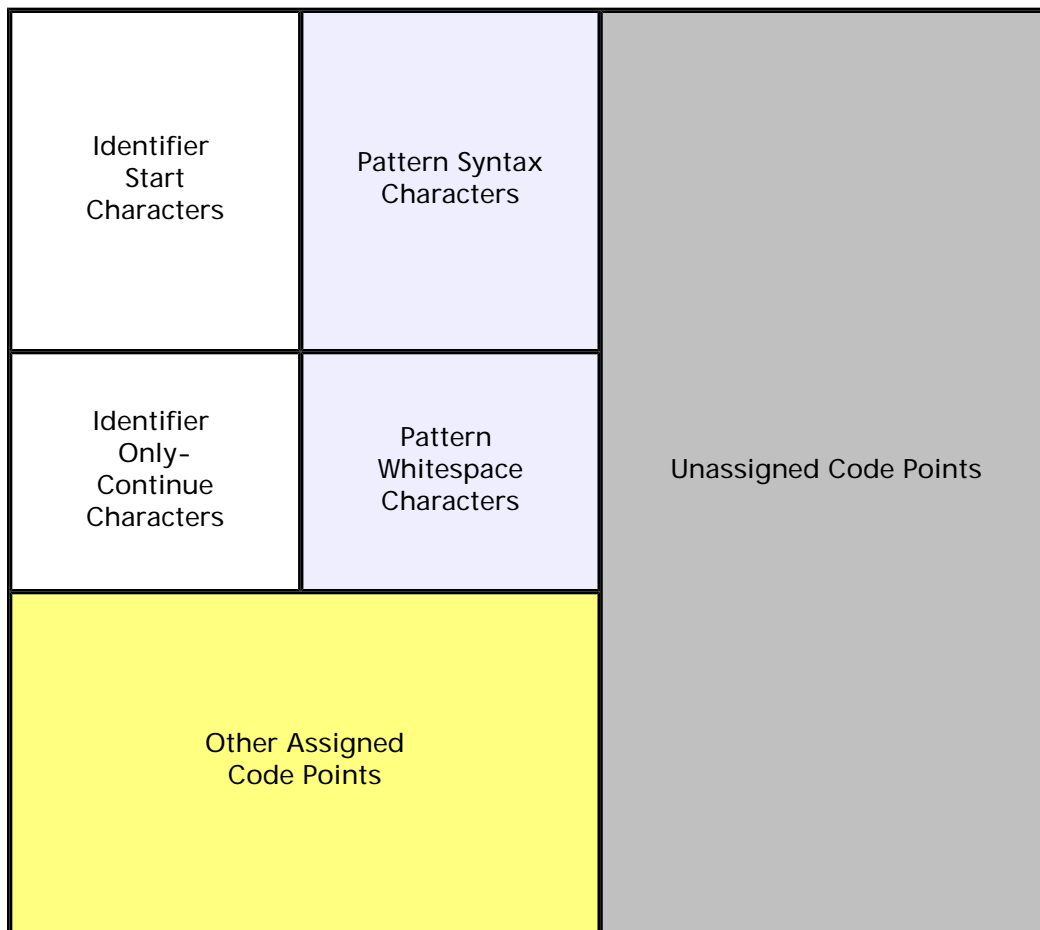 Identifier
Start
Characters
Pattern Syntax
Characters
Identifier
Only-
Continue
Characters
Pattern
Whitespace
Characters
Unassigned Code Points
Other Assigned
Code Points